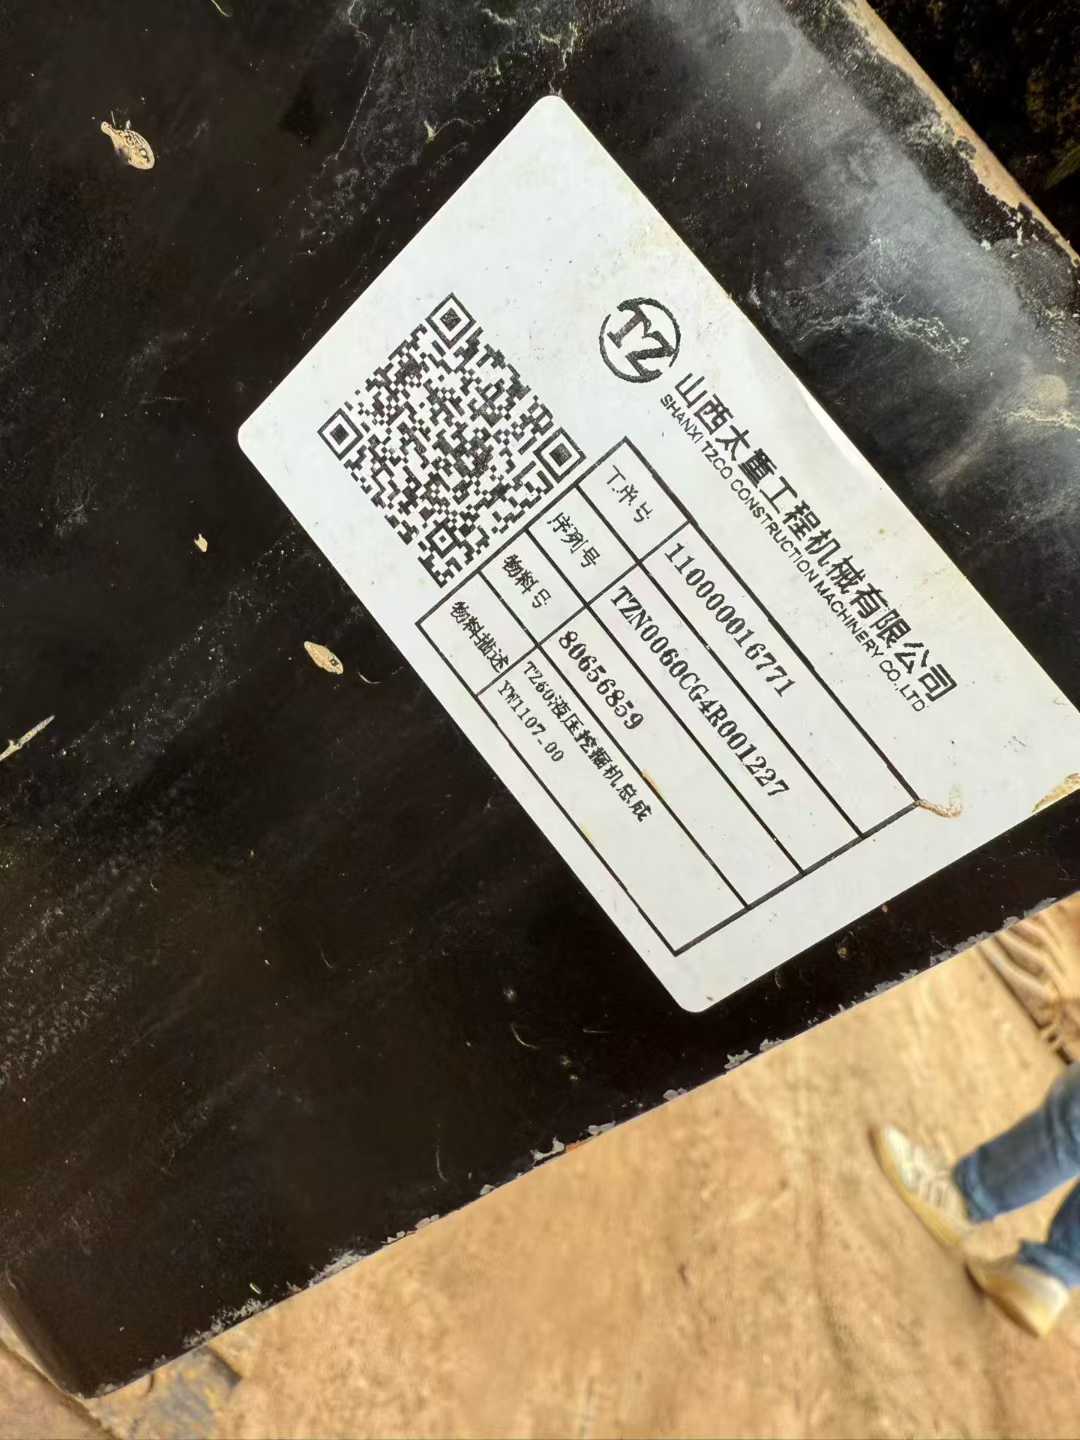 TZ
山西太重工程机械有限公司
SHANXI TZCO CONSTRUCTION MACHINERY CO.,LTD
工单号 110000016771
序列号 TZN0060CG4R001227
物料号 80656859
物料描述 TZ60液压挖掘机总成
YW1107.00